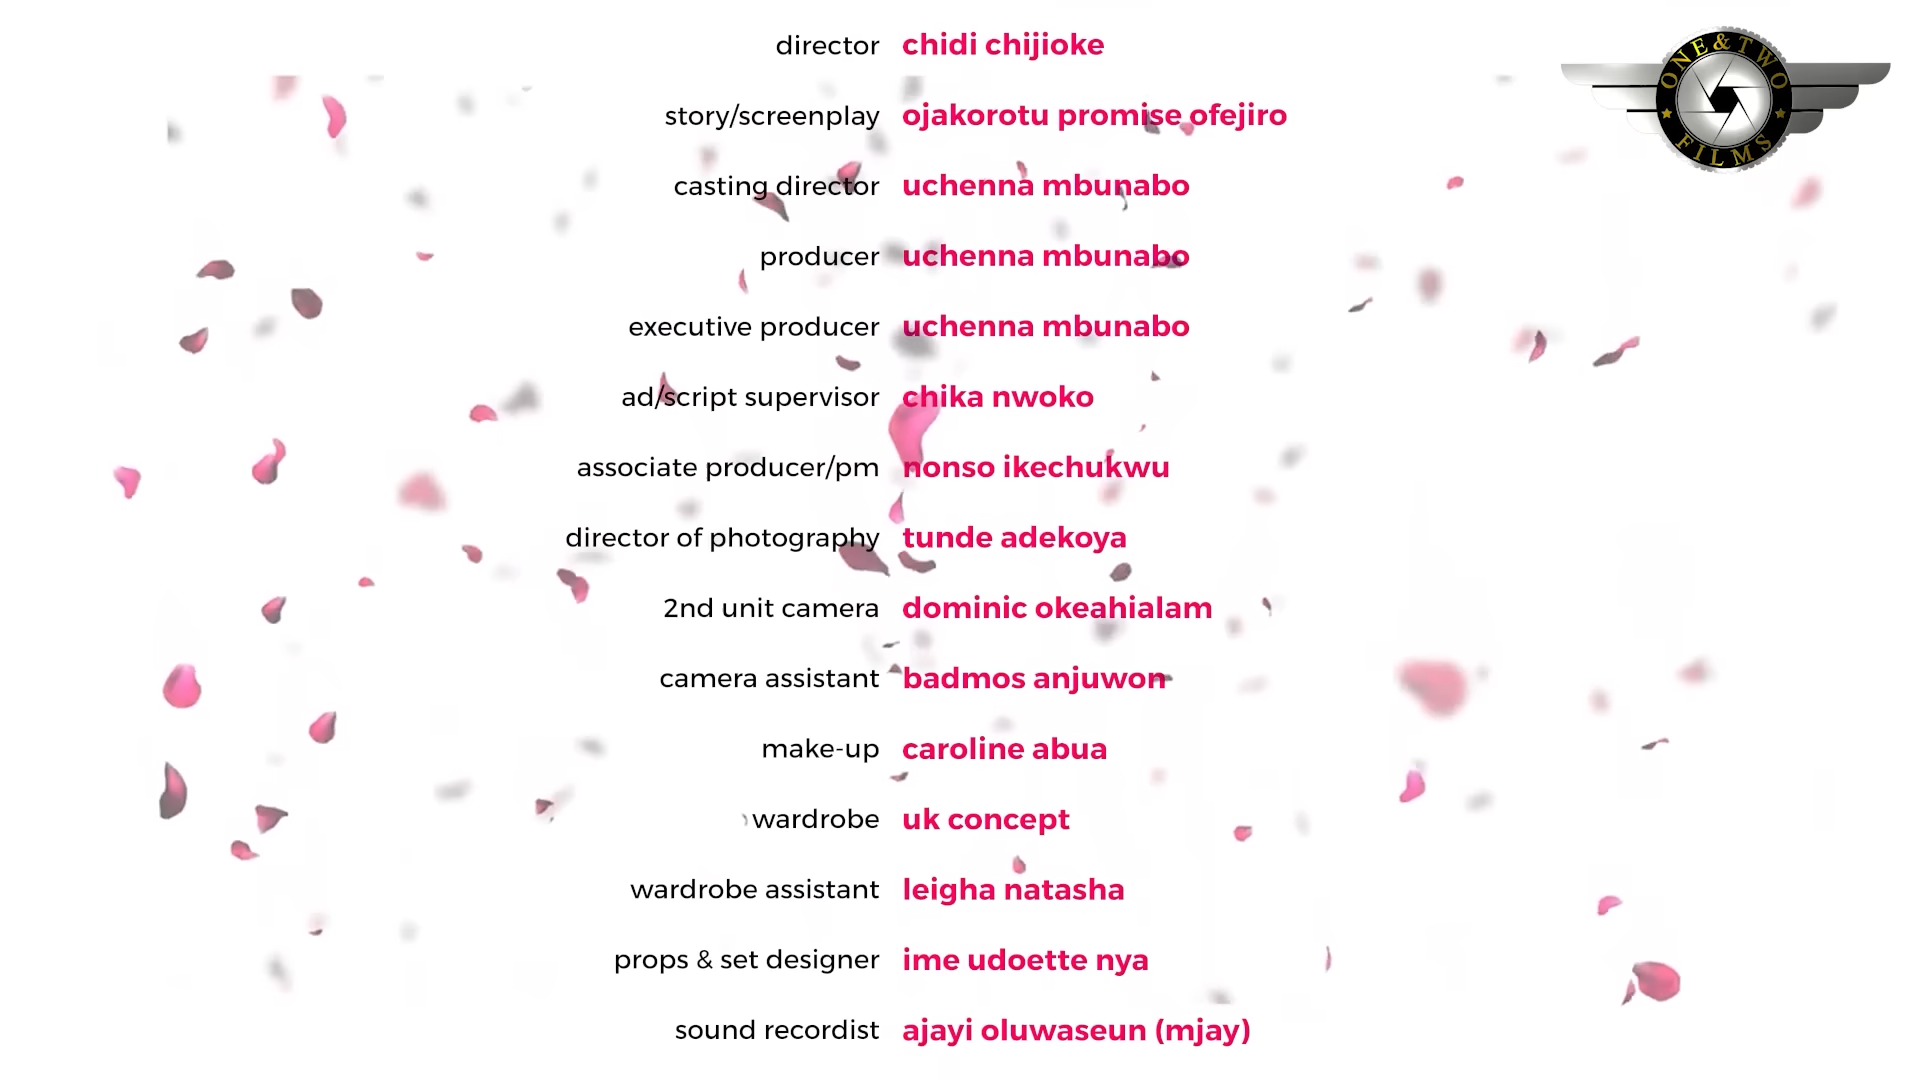 director chidi chijioke
ONE&TWO
FILMS
story/screenplay ojakorotu promise ofejiro
casting director uchenna mbunabo
producer uchenna mbunabo
executive producer uchenna mbunabo
ad/script supervisor chika nwoko
associate producer/pm nonso ikechukwu
director of photography tunde adekoya
2nd unit camera dominic okeahialam
camera assistant badmos anjuwon
make-up caroline abua
wardrobe uk concept
wardrobe assistant leigha natasha
props & set designer ime udoette nya
sound recordist ajayi oluwaseun (mjay)